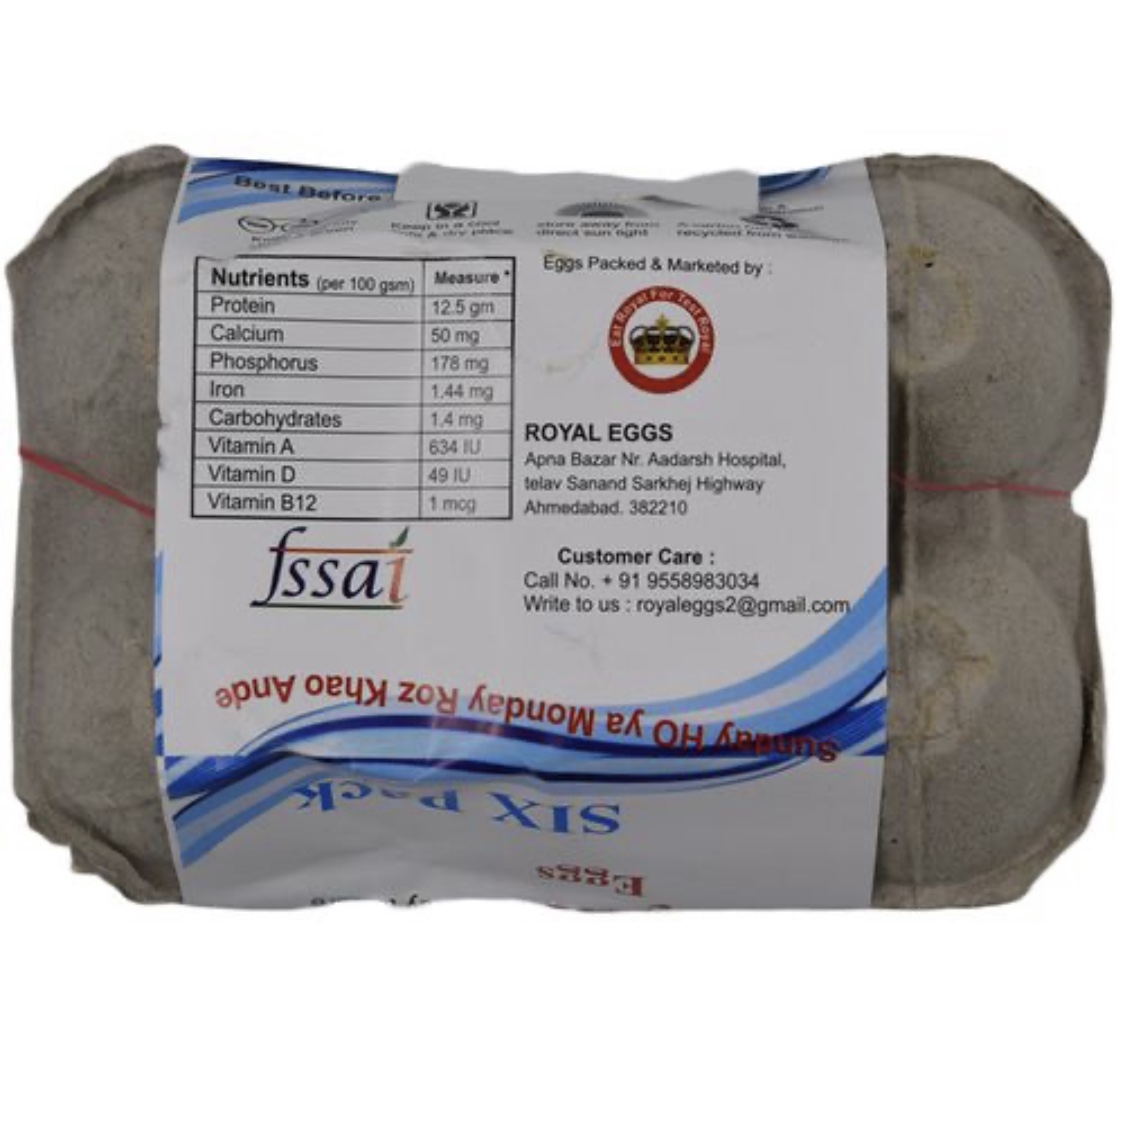 Best Before
Keep in a cool
& dry place
store away from
direct sun light
recycled from
Nutrients (per 100 gsm) Measure *
Protein 12.5 gm
Calcium 50 mg
Phosphorus 178 mg
Iron 1.44 mg
Carbohydrates 1.4 mg
Vitamin A 634 IU
Vitamin D 49 IU
Vitamin B12 1 mcg
fssai
Eggs Packed & Marketed by :
Eat Royal For Test Royal
ROYAL EGGS
Apna Bazar Nr. Aadarsh Hospital,
telav Sanand Sarkhej Highway
Ahmedabad. 382210
Customer Care :
Call No. + 91 9558983034
Write to us : royaleggs2@gmail.com
Sunday HO ya Monday Roz Khao Ande
SIX Pack
Eggs